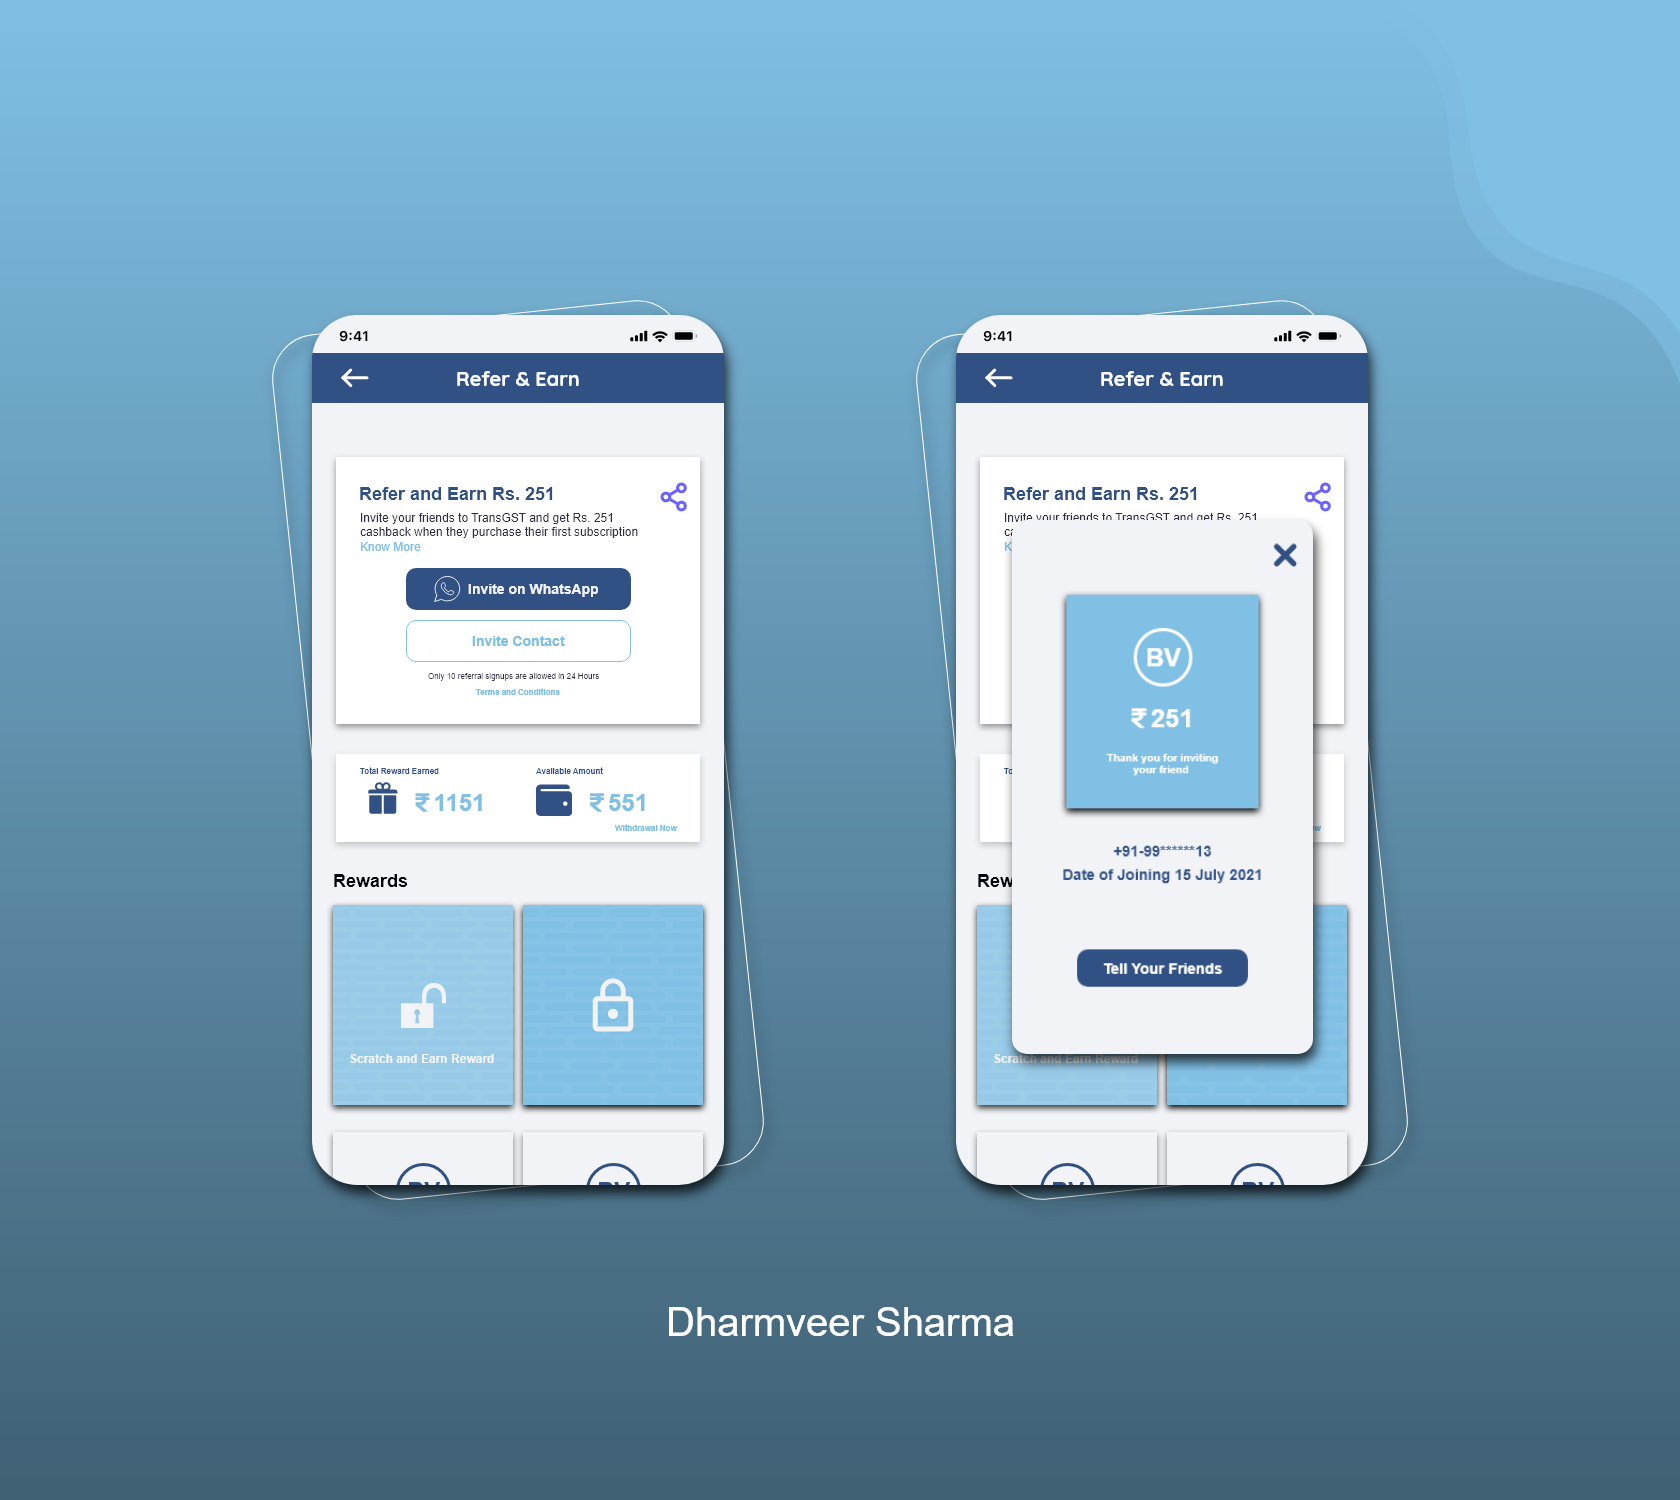 9:41
Refer & Earn
Refer and Earn Rs. 251
Invite your friends to TransGST and get Rs. 251
cashback when they purchase their first subscription
Know More
Invite on WhatsApp
Invite Contact
Only 10 referral signups are allowed in 24 Hours
Terms and Conditions
Total Reward Earned
Available Amount
₹ 1151
₹ 551
Withdrawal Now
Rewards
Scratch and Earn Reward
BV
BV
9:41
Refer & Earn
Refer and Earn Rs. 251
Invite your friends to TransGST and get Rs. 251
BV
₹ 251
Thank you for inviting
your friend
+91-99******13
Date of Joining 15 July 2021
Tell Your Friends
Scratch and Earn Reward
BV
BV
Dharmveer Sharma